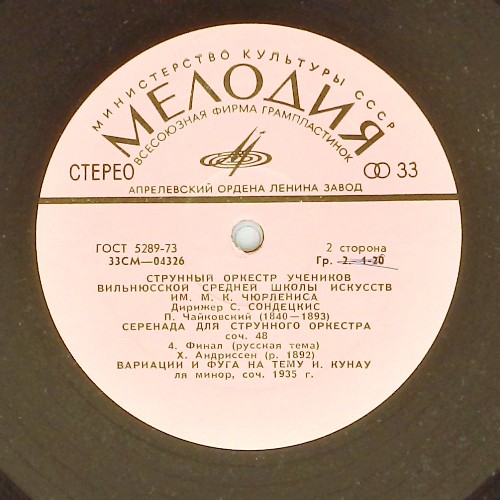 МИНИСТЕРСТВО КУЛЬТУРЫ СССР
МЕЛОДИЯ
ВСЕСОЮЗНАЯ ФИРМА ГРАМПЛАСТИНОК
СТЕРЕО
33
АПРЕЛЕВСКИЙ ОРДЕНА ЛЕНИНА ЗАВОД
ГОСТ 5289-73
2 сторона
33СМ—04326
Гр. 2-1-20
СТРУННЫЙ ОРКЕСТР УЧЕНИКОВ
ВИЛЬНЮССКОЙ СРЕДНЕЙ ШКОЛЫ ИСКУССТВ
ИМ. М. К. ЧЮРЛЕНИСА
Дирижер С. СОНДЕЦКИС
П. Чайковский (1840—1893)
СЕРЕНАДА ДЛЯ СТРУННОГО ОРКЕСТРА
соч. 48
4. Финал (русская тема)
Х. Андриссен (р. 1892)
ВАРИАЦИИ И ФУГА НА ТЕМУ И. КУНАУ
ля минор, соч. 1935 г.